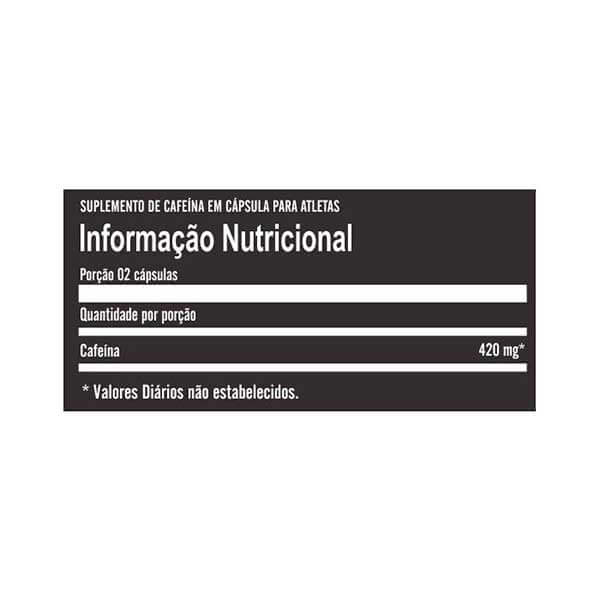 SUPLEMENTO DE CAFEÍNA EM CÁPSULA PARA ATLETAS
Informação Nutricional
Porção 02 cápsulas
Quantidade por porção
Cafeína 420 mg*
* Valores Diários não estabelecidos.